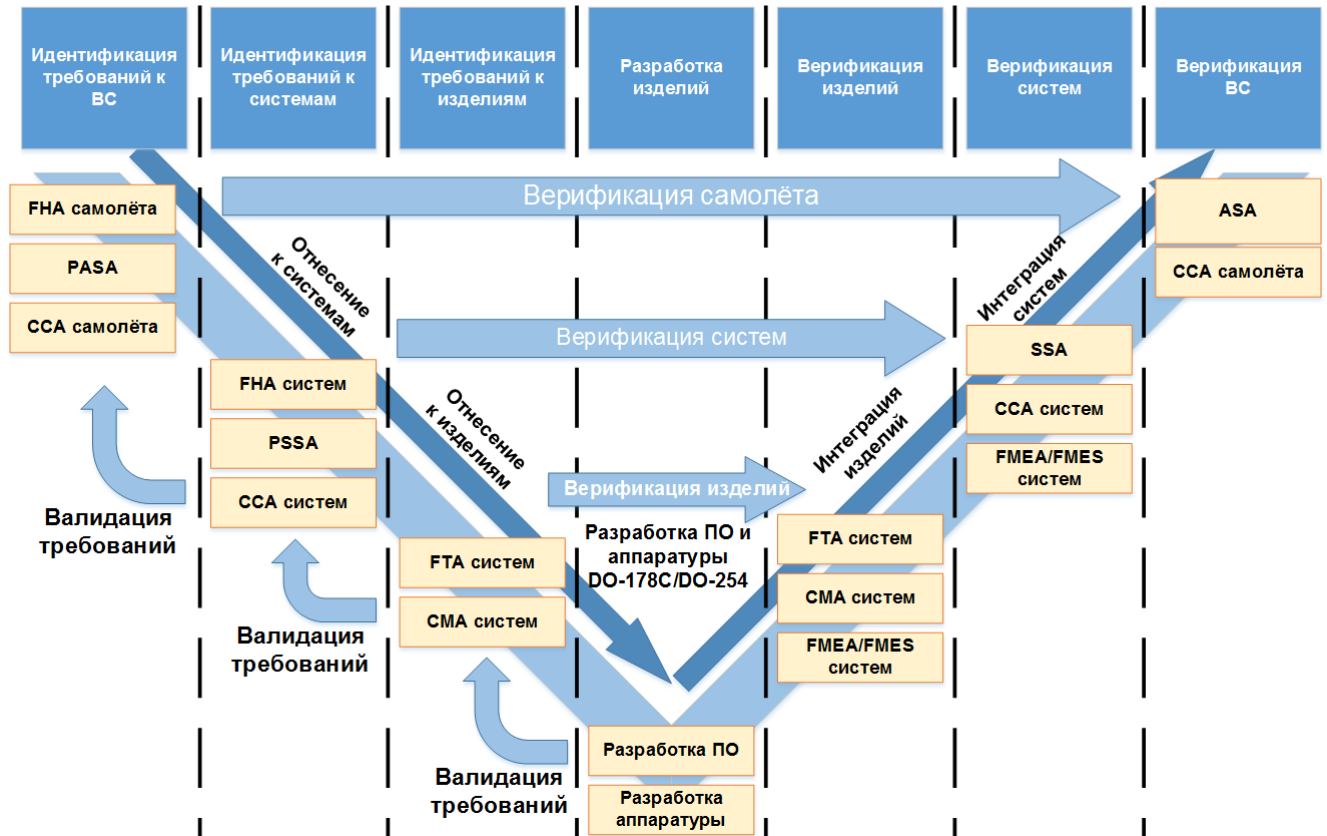 Идентификация
требований к
ВС
Идентификация
требований к
системам
Идентификация
требований к
изделиям
Разработка
изделий
Верификация
изделий
Верификация
систем
Верификация
ВС
Верификация самолёта
FHA самолёта
PASA
CCA самолёта
Отнесение
к системам
Верификация систем
FHA систем
PSSA
CCA систем
Валидация
требований
Отнесение
к изделиям
Верификация изделий
Разработка ПО и
аппаратуры
DO-178C/DO-254
FTA систем
CMA систем
Валидация
требований
Валидация
требований
Разработка ПО
Разработка
аппаратуры
Интеграция
изделий
FTA систем
CMA систем
FMEA/FMES
систем
Интеграция
систем
SSA
CCA систем
FMEA/FMES
систем
ASA
CCA самолёта